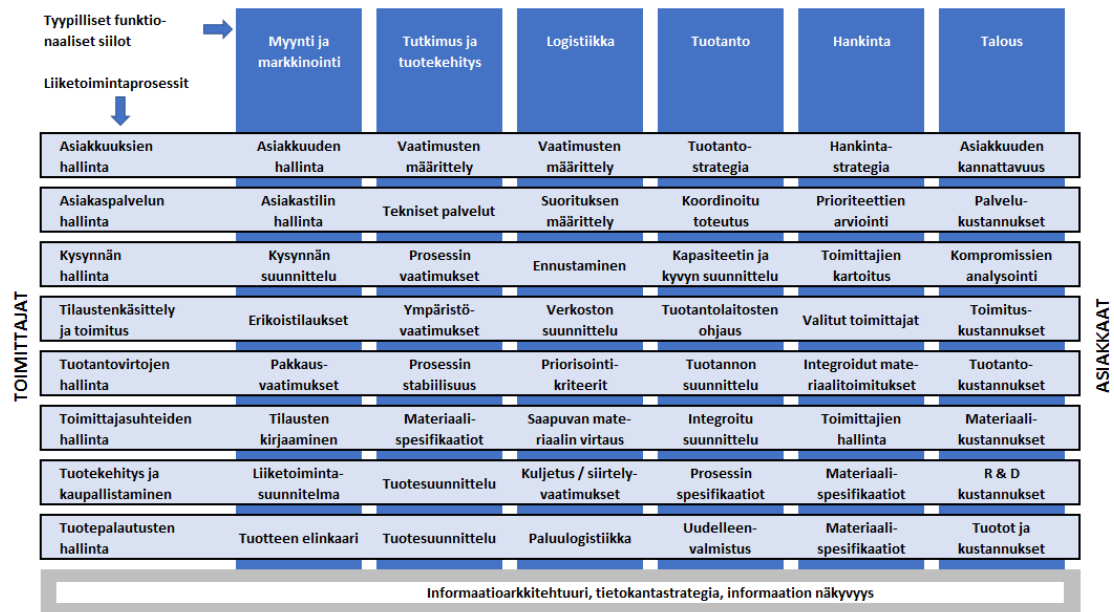 Tyypilliset funktio-
naaliset siilot
Liiketoimintaprosessit
Myynti ja
markkinointi
Tutkimus ja
tuotekehitys
Logistiikka
Tuotanto
Hankinta
Talous
Asiakkuuksien
hallinta
Asiakkuuden
hallinta
Vaatimusten
määrittely
Vaatimusten
määrittely
Tuotanto-
strategia
Hankinta-
strategia
Asiakkuuden
kannattavuus
Asiakaspalvelun
hallinta
Asiakastilin
hallinta
Tekniset palvelut
Suorituksen
määrittely
Koordinoitu
toteutus
Prioriteettien
arviointi
Palvelu-
kustannukset
Kysynnän
hallinta
Kysynnän
suunnittelu
Prosessin
vaatimukset
Ennustaminen
Kapasiteetin ja
kyvyn suunnittelu
Toimittajien
kartoitus
Kompromissien
analysointi
Tilaustenkäsittely
ja toimitus
Erikoistilaukset
Ympäristö-
vaatimukset
Verkoston
suunnittelu
Tuotantolaitosten
ohjaus
Valitut toimittajat
Toimitus-
kustannukset
Tuotantovirtojen
hallinta
Pakkaus-
vaatimukset
Prosessin
stabiilisuus
Priorisointi-
kriteerit
Tuotannon
suunnittelu
Integroidut mate-
riaalitoimitukset
Tuotanto-
kustannukset
Toimittajasuhteiden
hallinta
Tilausten
kirjaaminen
Materiaali-
spesifikaatiot
Saapuvan mate-
riaalin virtaus
Integroitu
suunnittelu
Toimittajien
hallinta
Materiaali-
kustannukset
Tuotekehitys ja
kaupallistaminen
Liiketoiminta-
suunnitelma
Tuotesuunnittelu
Kuljetus / siirtely-
vaatimukset
Prosessin
spesifikaatiot
Materiaali-
spesifikaatiot
R & D
kustannukset
Tuotepalautusten
hallinta
Tuotteen elinkaari
Tuotesuunnittelu
Paluulogistiikka
Uudelleen-
valmistus
Materiaali-
spesifikaatiot
Tuotot ja
kustannukset
TOIMITTAJAT
ASIAKKAAT
Informaatioarkkitehtuuri, tietokantastrategia, informaation näkyvyys